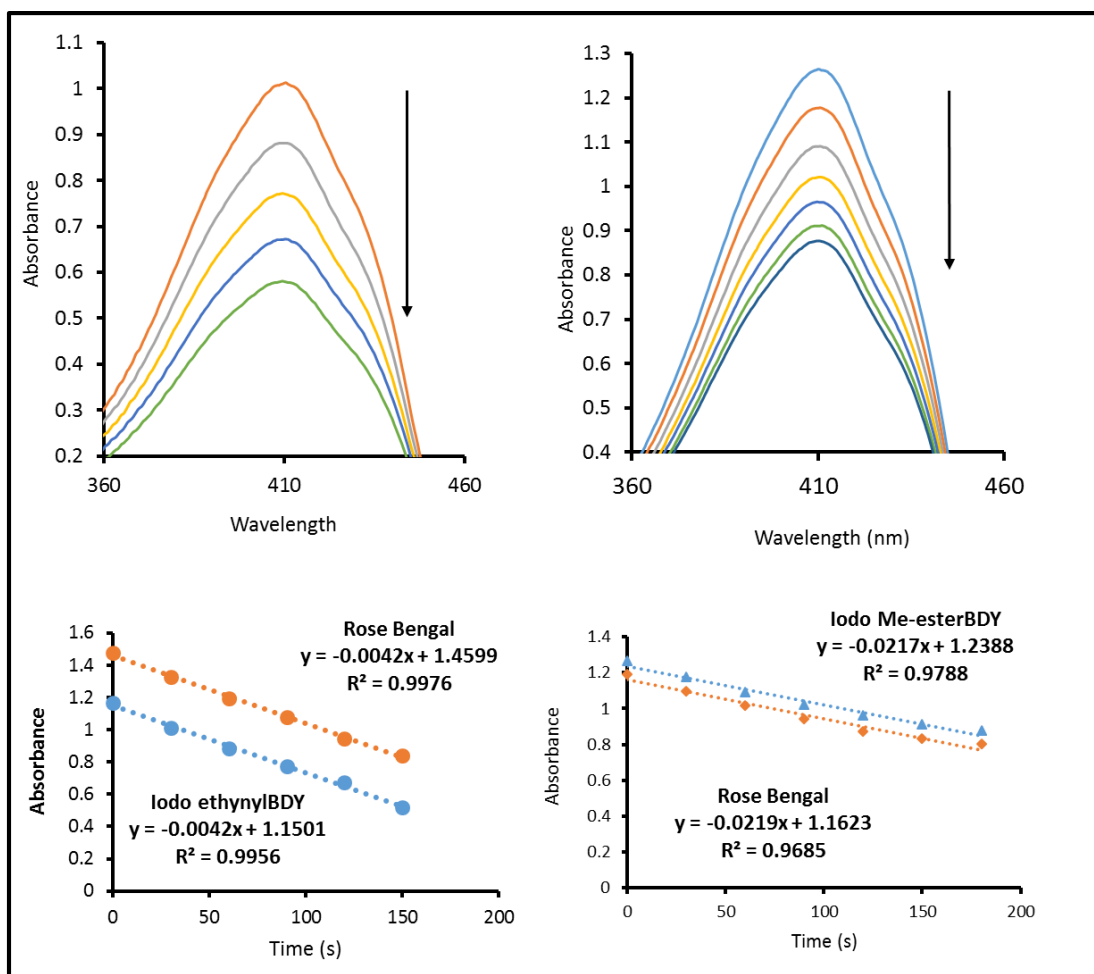 1.1
1
0.9
0.8
0.7
0.6
0.5
0.4
0.3
0.2
360
410
460
Absorbance
Wavelength
1.3
1.2
1.1
1
0.9
0.8
0.7
0.6
0.5
0.4
360
410
460
Absorbance
Wavelength (nm)
1.6
1.4
1.2
1
0.8
0.6
0.4
0.2
0
0
50
100
150
200
Absorbance
Time (s)
Rose Bengal
y = -0.0042x + 1.4599
R² = 0.9976
Iodo ethynylBDY
y = -0.0042x + 1.1501
R² = 0.9956
1.4
1.2
1
0.8
0.6
0.4
0.2
0
0
50
100
150
200
Absorbance
Time (s)
Iodo Me-esterBDY
y = -0.0217x + 1.2388
R² = 0.9788
Rose Bengal
y = -0.0219x + 1.1623
R² = 0.9685